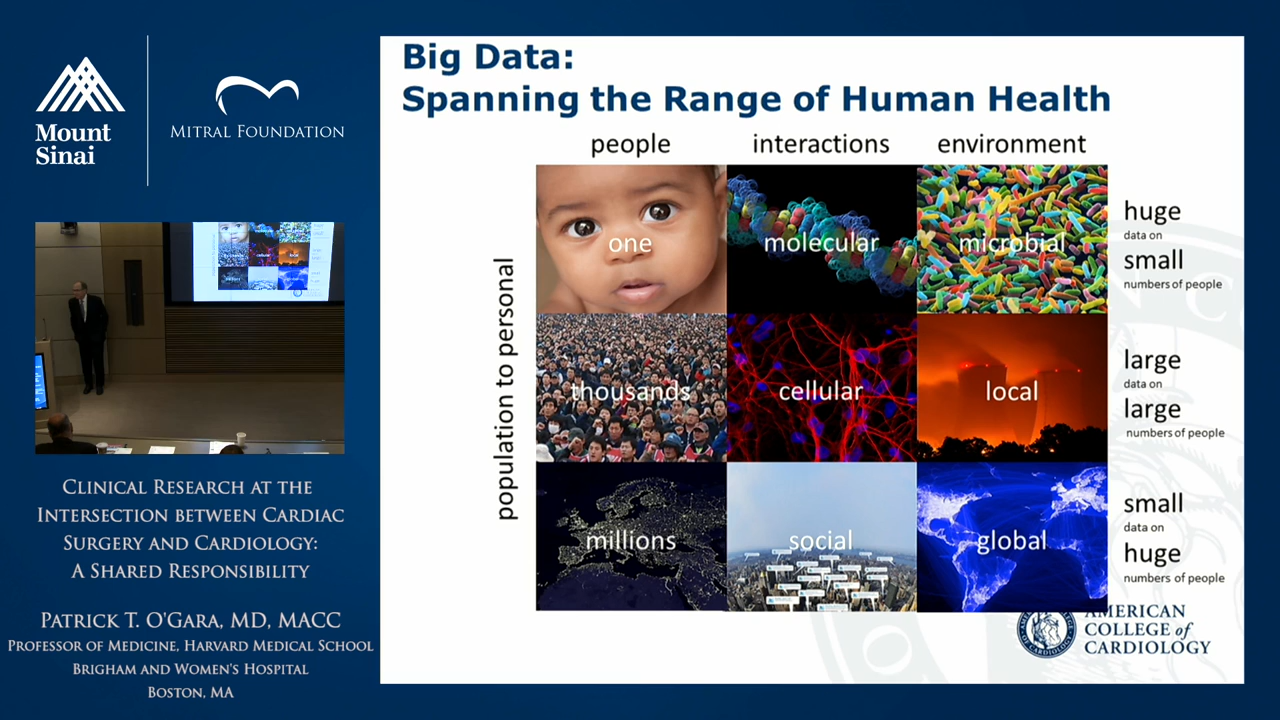 Mount
Sinai
MITRAL FOUNDATION
CLINICAL RESEARCH AT THE
INTERSECTION BETWEEN CARDIAC
SURGERY AND CARDIOLOGY:
A SHARED RESPONSIBILITY
PATRICK T. O'GARA, MD, MACC
PROFESSOR OF MEDICINE, HARVARD MEDICAL SCHOOL
BRIGHAM AND WOMEN'S HOSPITAL
BOSTON, MA
Big Data:
Spanning the Range of Human Health
people interactions environment
population to personal
one molecular microbial
huge
data on
small
numbers of people
thousands cellular local
large
data on
large
numbers of people
millions social global
small
data on
huge
numbers of people
AMERICAN
COLLEGE of
CARDIOLOGY